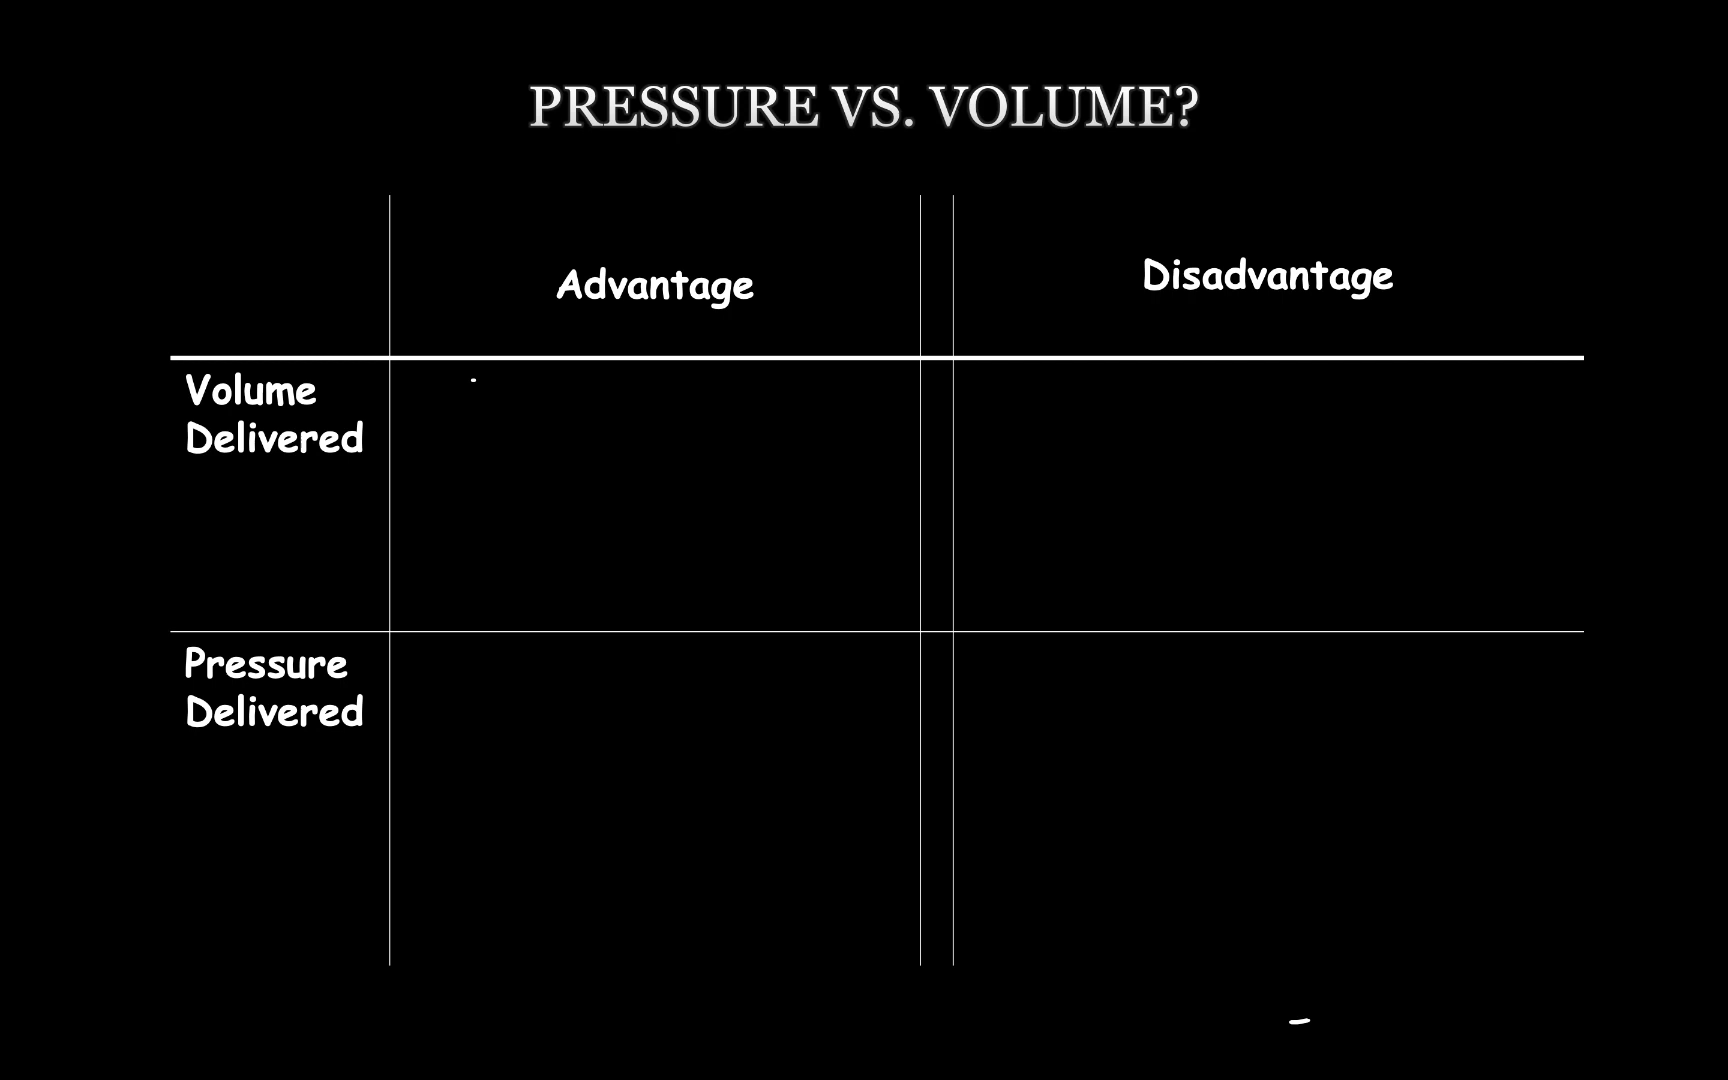 PRESSURE VS. VOLUME?
Advantage
Disadvantage
Volume
Delivered
Pressure
Delivered